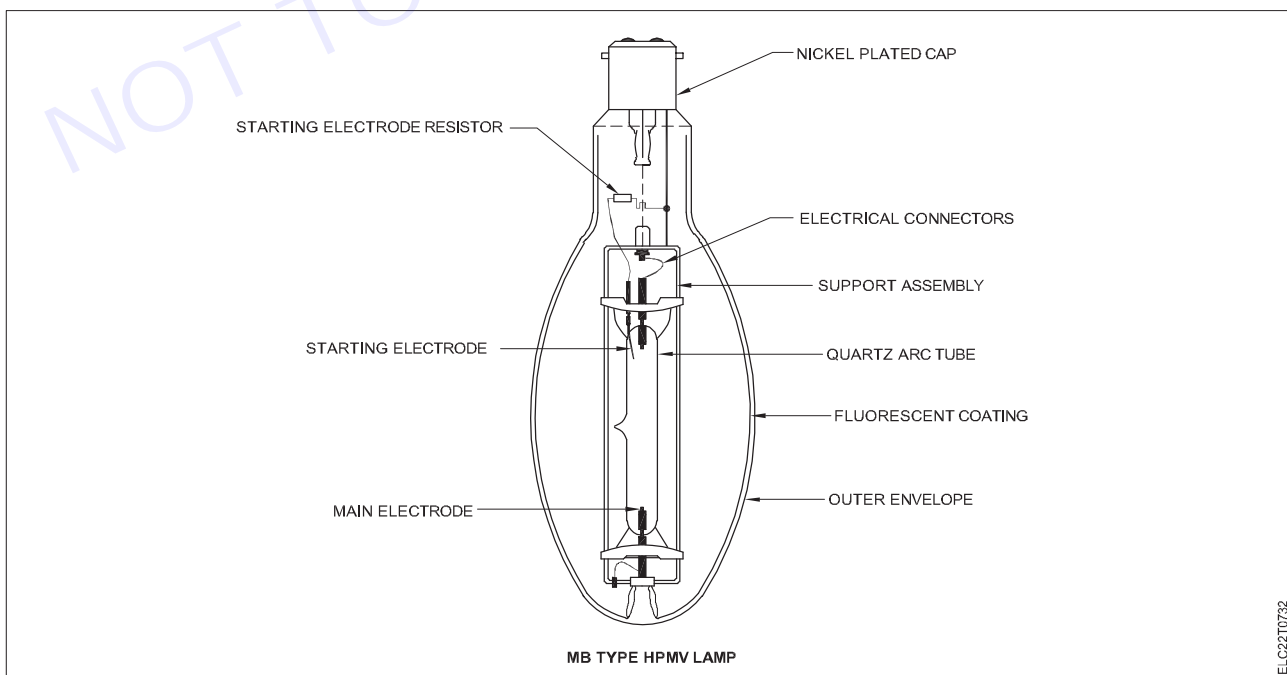 NOT TO
NICKEL PLATED CAP
STARTING ELECTRODE RESISTOR
ELECTRICAL CONNECTORS
SUPPORT ASSEMBLY
STARTING ELECTRODE
QUARTZ ARC TUBE
FLUORESCENT COATING
OUTER ENVELOPE
MAIN ELECTRODE
MB TYPE HPMV LAMP
ELC22T0732